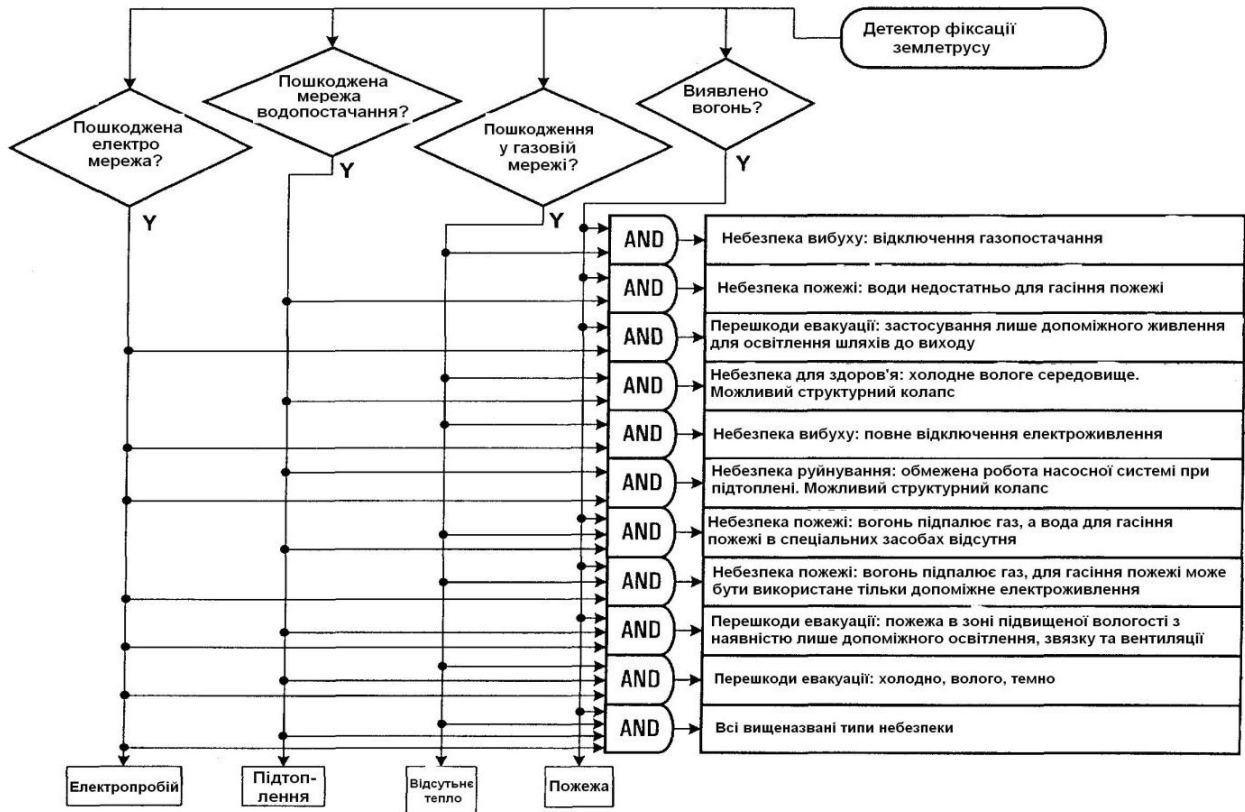 Детектор фіксації
землетрусу
Пошкоджена
електро
мережа?
Y
Пошкоджена
мережа
водопостачання?
Y
Пошкодження
у газовій
мережі?
Y
Виявлено
вогонь?
Y
AND
Небезпека вибуху: відключення газопостачання
AND
Небезпека пожежі: води недостатньо для гасіння пожежі
AND
Перешкоди евакуації: застосування лише допоміжного живлення
для освітлення шляхів до виходу
AND
Небезпека для здоров'я: холодне вологе середовище.
Можливий структурний колапс
AND
Небезпека вибуху: повне відключення електроживлення
AND
Небезпека руйнування: обмежена робота насосної системі при
підтоплені. Можливий структурний колапс
AND
Небезпека пожежі: вогонь підпалює газ, а вода для гасіння
пожежі в спеціальних засобах відсутня
AND
Небезпека пожежі: вогонь підпалює газ, для гасіння пожежі може
бути використане тільки допоміжне електроживлення
AND
Перешкоди евакуації: пожежа в зоні підвищеної вологості з
наявністю лише допоміжного освітлення, звязку та вентиляції
AND
Перешкоди евакуації: холодно, волого, темно
AND
Всі вищеназвані типи небезпеки
Електропробій
Підтоп-
лення
Відсутьнє
тепло
Пожежа